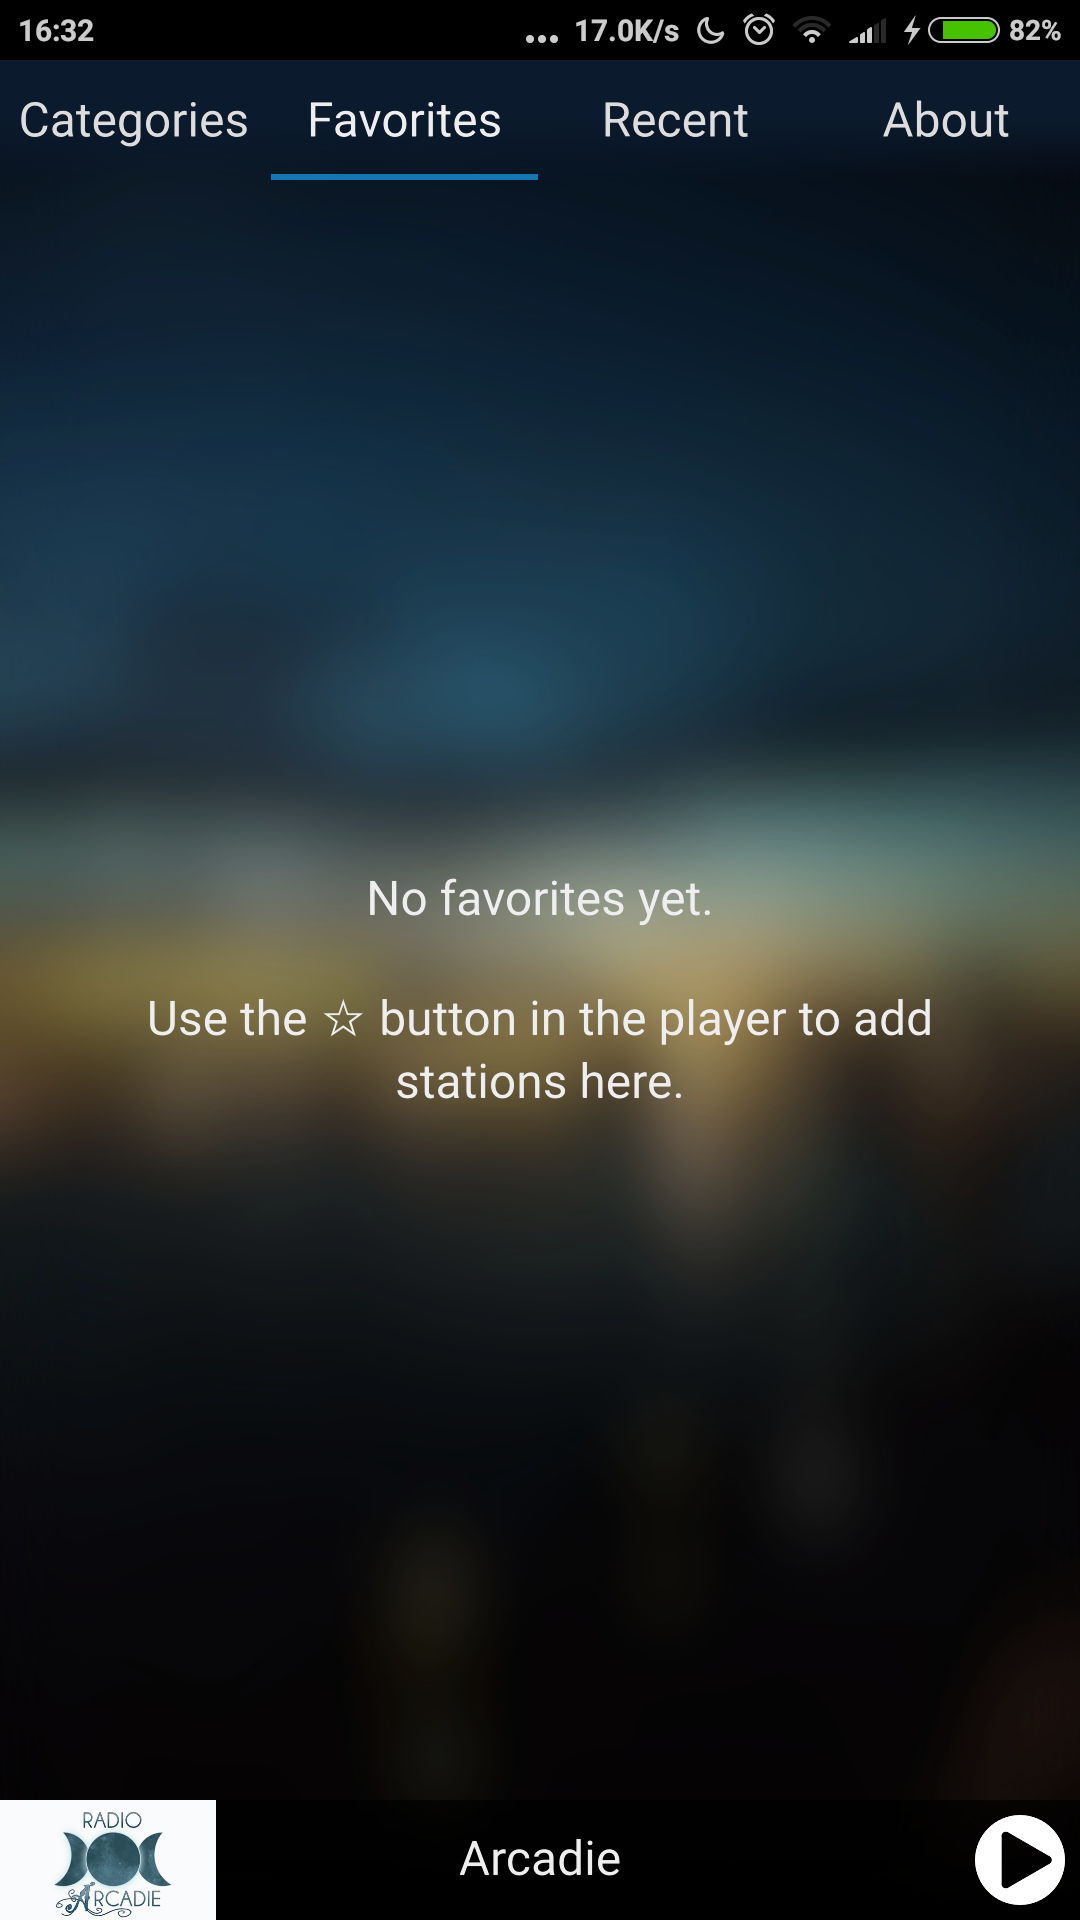 16:32 ... 17.0K/s 82%
Categories Favorites Recent About
No favorites yet.
Use the ☆ button in the player to add
stations here.
RADIO
ARCADIE
Arcadie